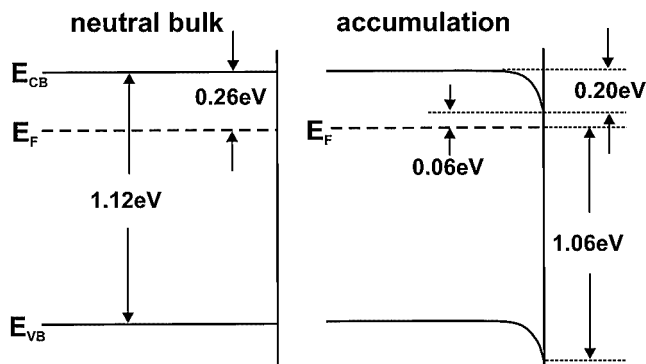 neutral bulk
accumulation
E_CB
0.26eV
0.20eV
E_F
E_F
0.06eV
1.12eV
1.06eV
E_VB